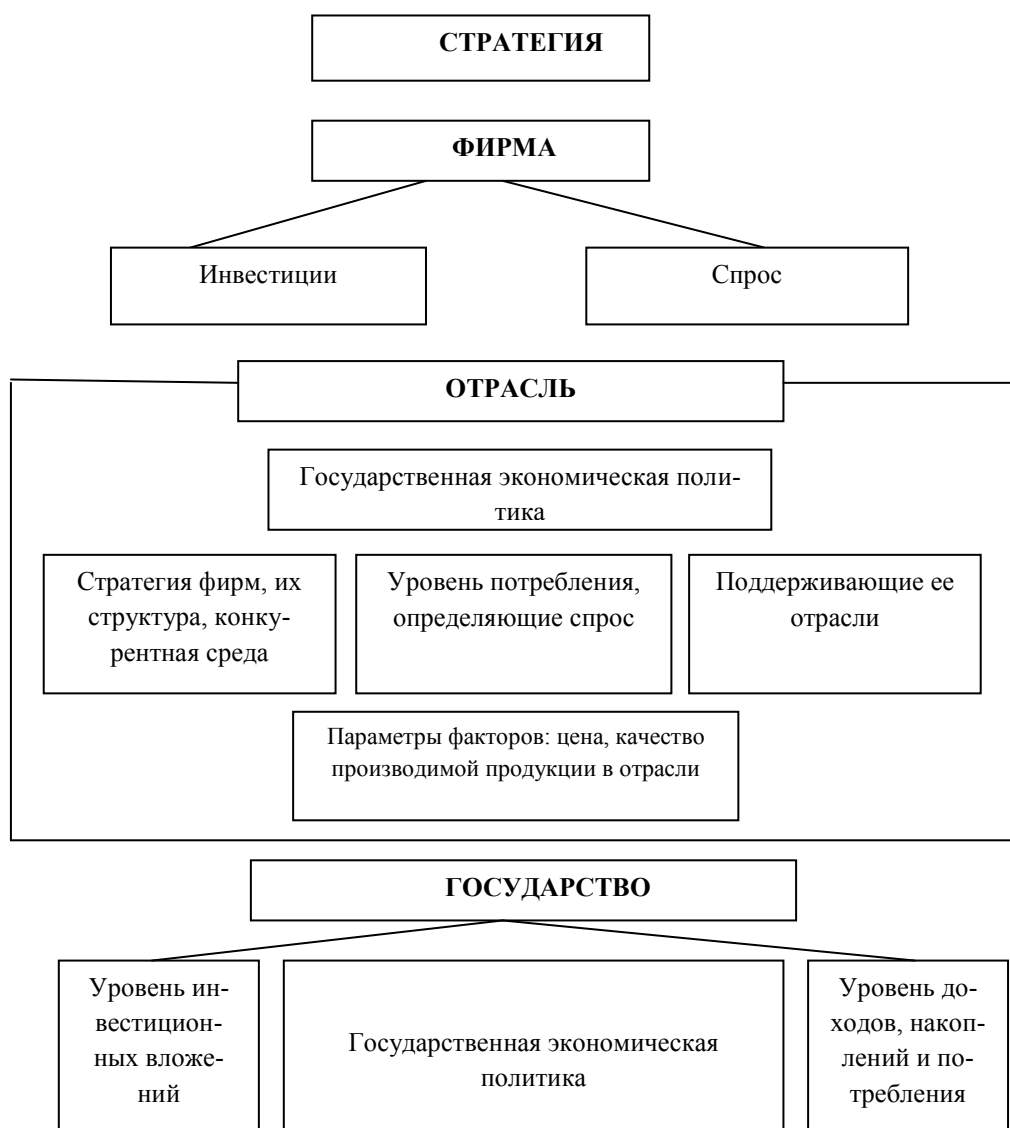 СТРАТЕГИЯ
ФИРМА
Инвестиции
Спрос
ОТРАСЛЬ
Государственная экономическая поли-
тика
Стратегия фирм, их
структура, конку-
рентная среда
Уровень потребления,
определяющие спрос
Поддерживающие ее
отрасли
Параметры факторов: цена, качество
производимой продукции в отрасли
ГОСУДАРСТВО
Уровень ин-
вестицион-
ных вложе-
ний
Государственная экономическая
политика
Уровень до-
ходов, накоп-
лений и по-
требления